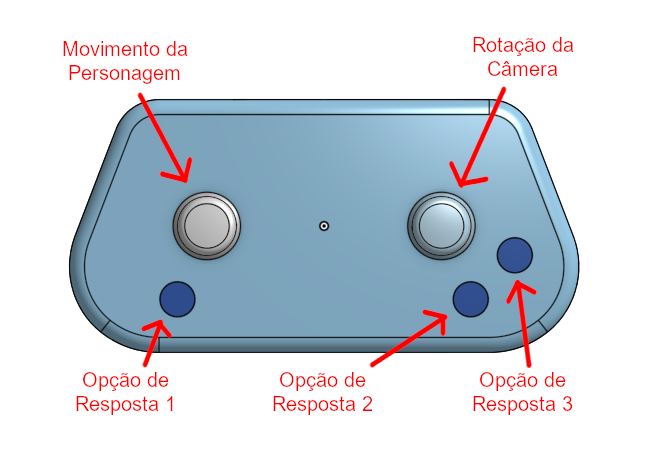 Movimento da
Personagem
Rotação da
Câmera
Opção de
Resposta 1
Opção de
Resposta 2
Opção de
Resposta 3